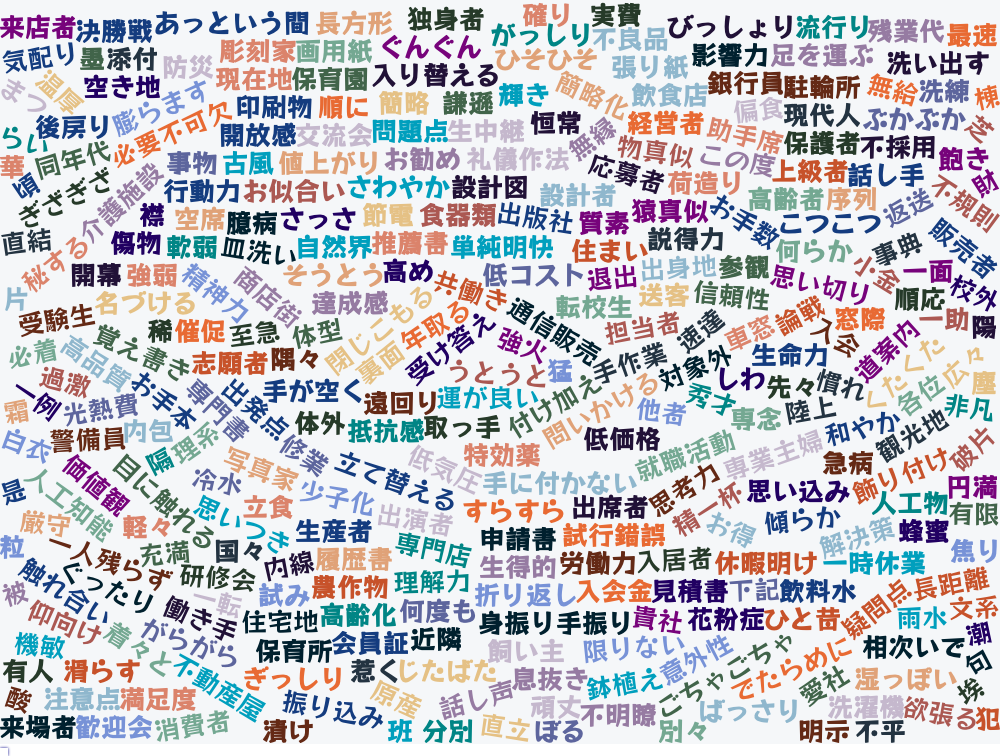 来店者 決勝戦 あっという間 長方形 独身者 確り 実費 びっしょり 流行り 残業代 最速
気配り 墨添付 防災 彫刻家 画用紙 ぐんぐん がっしり 不良品 ひそひそ 張り紙 影響力 足を運ぶ 洗い出す
まつ 温厚 空き地 現在地 保育園 入り替える 輝き 簡略化 飲食店 銀行員 駐輪所 無給 洗練 棟
らい 後戻り 膨らます 必要不可欠 印刷物 順に 簡略 謙遜 恒常 無縁 経営者 偏食 助手席 現代人 ぶかぶか 芝
華 同年代 開放感 交流会 問題点 生中継 物真似 この度 保護者 不採用 飽き
頃 ぎざぎざ 介護施設 事物 古風 値上がり お勧め 礼儀作法 応募者 荷造り 上級者 話し手 財
行動力 お似合い さわやか 設計図 設計者 猿真似 お手数 高齢者 序列 返送 不規則
直結 襟 空席 臆病 さっさ 節電 食器類 出版社 質素 説得力 こつこつ 事典 販売者
秘する 傷物 軟弱 皿洗い 自然界 推薦書 単純明快 住まい 何らか 小金 一面 校外
片 開幕 強弱 精神力 商店街 そうとう 高め 共働き 低コスト 退出 出身地 参観 思い切り 順応
受験生 名づける 達成感 閉じこもる 年取る 通信販売 転校生 送客 信頼性 論戦 窓際 一助 陽
必着 高品質 覚え書き 稀 催促 至急 体型 裏面 受け答え 強火 担当者 速達 車窓 入会 道案内
過激 志願者 隅々 うとうと 猛 手作業 対象外 生命力 くたくた 広々
一例 お手本 専門書 出発点 手が空く 遠回り 運が良い 付け加え 問いかける 秀才 しわ 先々 慣れ 各位 塵
霜 光熱費 体外 抵抗感 取っ手 他者 専念 陸上 和やか 非凡
白衣 警備員 内包 隔 理系 修業 低価格 観光地
是 価値観 目に触れる 写真家 立て替える 低気圧 特効薬 就職活動 専業主婦 急病 飾り付け 破片
人工知能 冷水 少子化 手に付かない 思考力 思い込み 円満
厳守 軽々 思いつき 立食 出演者 すらすら 出席者 精一杯 お得 傾らか 人工物 有限
粒 一人残らず 充満 国々 生産者 専門店 申請書 試行錯誤 解決策 蜂蜜
触れ合い ぐったり 研修会 内線 履歴書 生得的 労働力 入居者 休暇明け 一時休業 焦り
被 一転 試み 農作物 理解力 折り返し 入会金 見積書 下記 飲料水 疑問点 長距離
仰向け 働き手 住宅地 高齢化 何度も 身振り手振り 貴社 花粉症 ひと昔 雨水 文系
機敏 着々と がらがら 保育所 会員証 近隣 飼い主 限りない 意外性 ごちゃごちゃ 相次いで 潮
有人 滑らす 不動産屋 ぎっしり 惹く じたばた 息抜き 鉢植え でたらめに 愛社 湿っぽい 挨 句
酸 注意点 満足度 振り込み 原産 話し声 頑丈 不明瞭 ばっさり 洗濯機 欲張る 犯
来場者 歓迎会 消費者 漬け 班 分別 直立 ぼる 別々 明示 不平